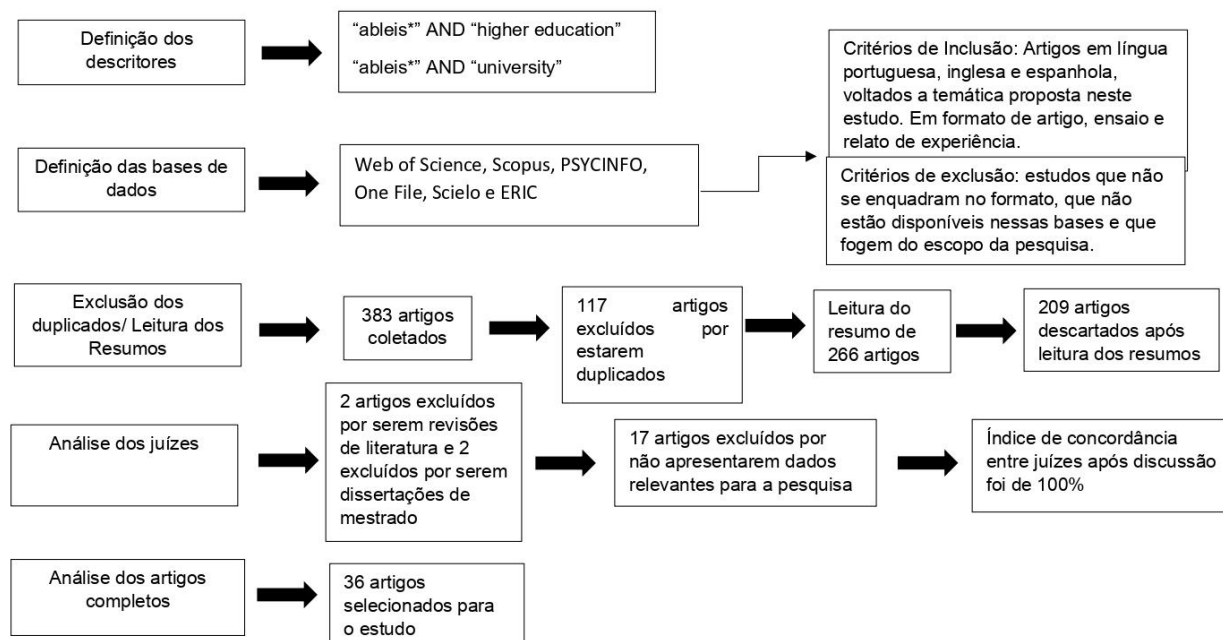 Definição dos
descritores
“ableis*” AND “higher education”
“ableis*” AND “university”
Critérios de Inclusão: Artigos em língua
portuguesa, inglesa e espanhola,
voltados a temática proposta neste
estudo. Em formato de artigo, ensaio e
relato de experiência.
Definição das bases de
dados
Web of Science, Scopus, PSYCINFO,
One File, Scielo e ERIC
Critérios de exclusão: estudos que não
se enquadram no formato, que não
estão disponíveis nessas bases e que
fogem do escopo da pesquisa.
Exclusão dos
duplicados/ Leitura dos
Resumos
383 artigos
coletados
117 artigos
excluídos por
estarem
duplicados
Leitura do
resumo de
266 artigos
209 artigos
descartados após
leitura dos resumos
Análise dos juízes
2 artigos excluídos
por serem revisões
de literatura e 2
excluídos por serem
dissertações de
mestrado
17 artigos excluídos por
não apresentarem dados
relevantes para a pesquisa
Índice de concordância
entre juízes após discussão
foi de 100%
Análise dos artigos
completos
36 artigos
selecionados para
o estudo